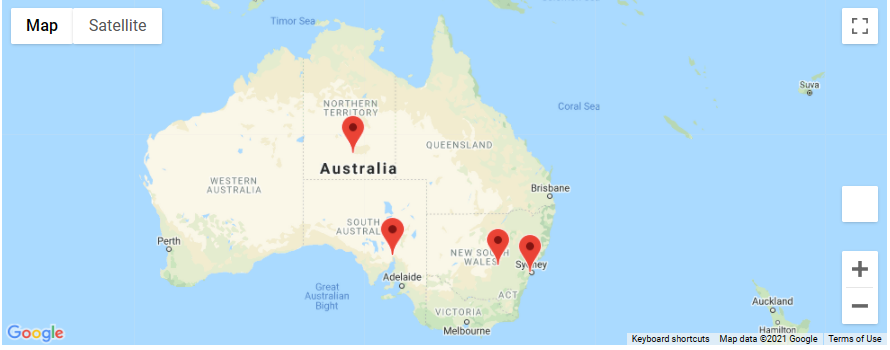 Map
Satellite
Timor Sea
Suva
NORTHERN
TERRITORY
Coral Sea
QUEENSLAND
Australia
WESTERN
AUSTRALIA
Brisbane
SOUTH
AUSTRALIA
Perth
NEW SOUTH
WALES
Sydney
Adelaide
Great
Australian
Bight
ACT
VICTORIA
Melbourne
Auckland
Hamilton
Google
Keyboard shortcuts
Map data ©2021 Google
Terms of Use